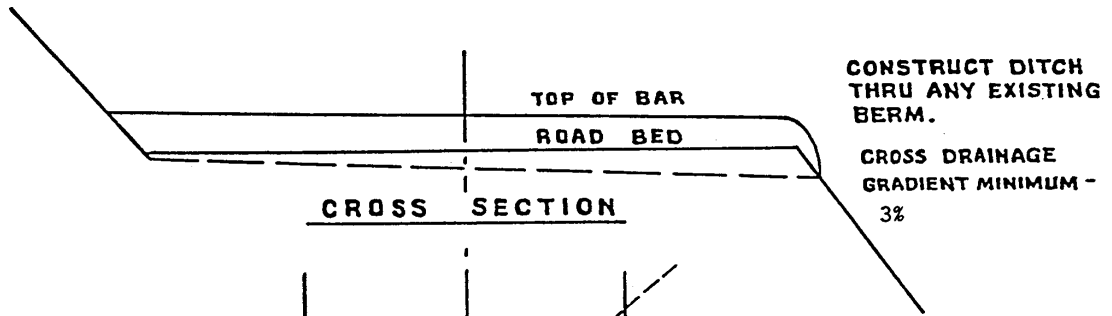 TOP OF BAR
ROAD BED
CROSS SECTION
CONSTRUCT DITCH
THRU ANY EXISTING
BERM.
CROSS DRAINAGE
GRADIENT MINIMUM -
3%